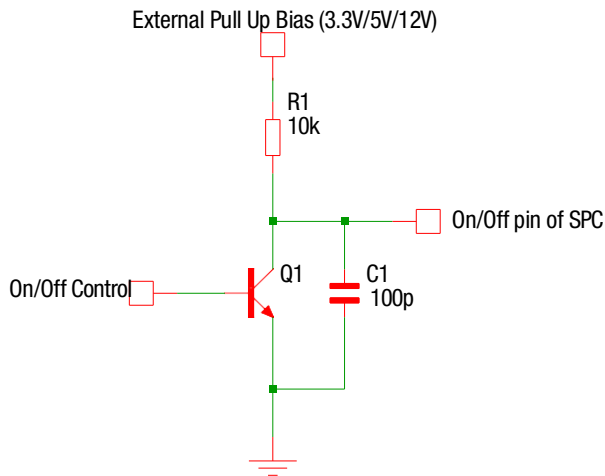 External Pull Up Bias (3.3V/5V/12V)
R1
10k
On/Off pin of SPC
Q1
C1
100p
On/Off Control